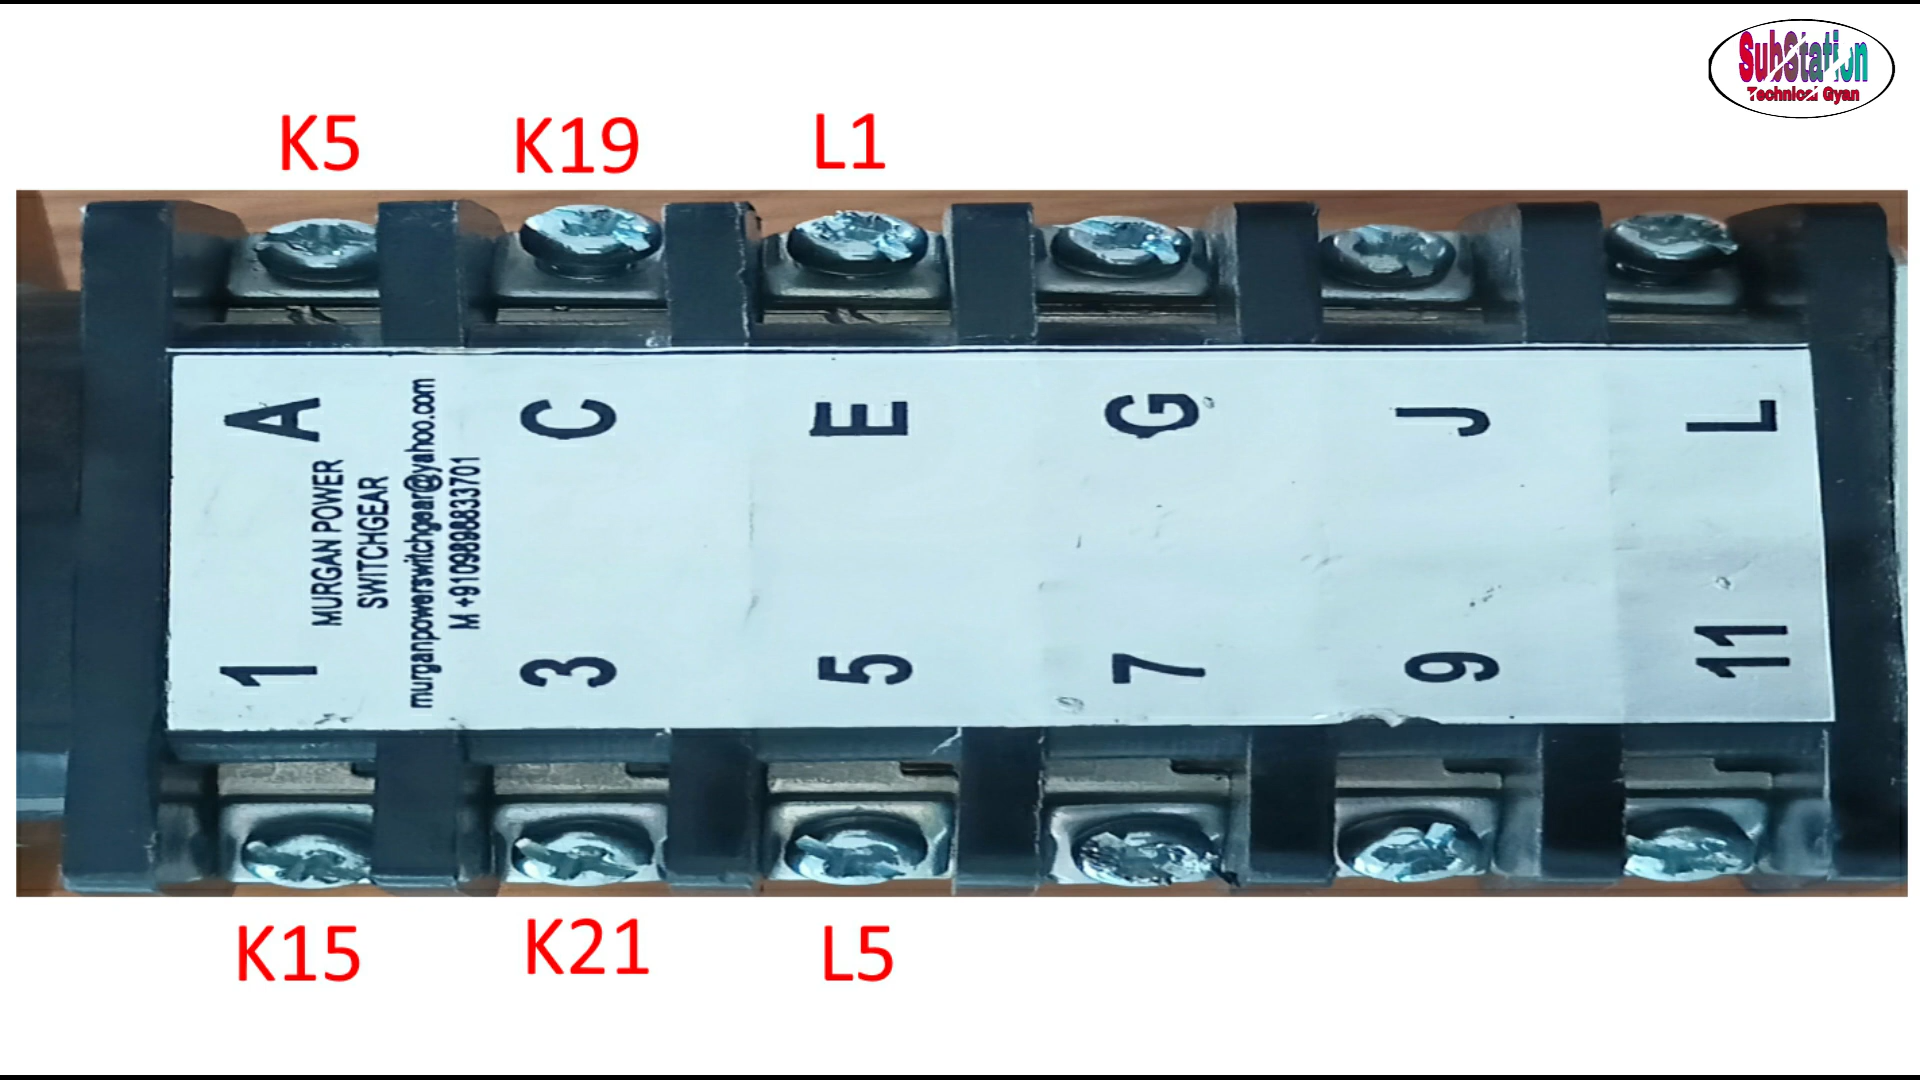 SubStation
Technical Gyan
K5 K19 L1
A C E G J L
MURGAN POWER
SWITCHGEAR
murganpowerswitchgear@yahoo.com
M +9109898833701
1 3 5 7 9 11
K15 K21 L5